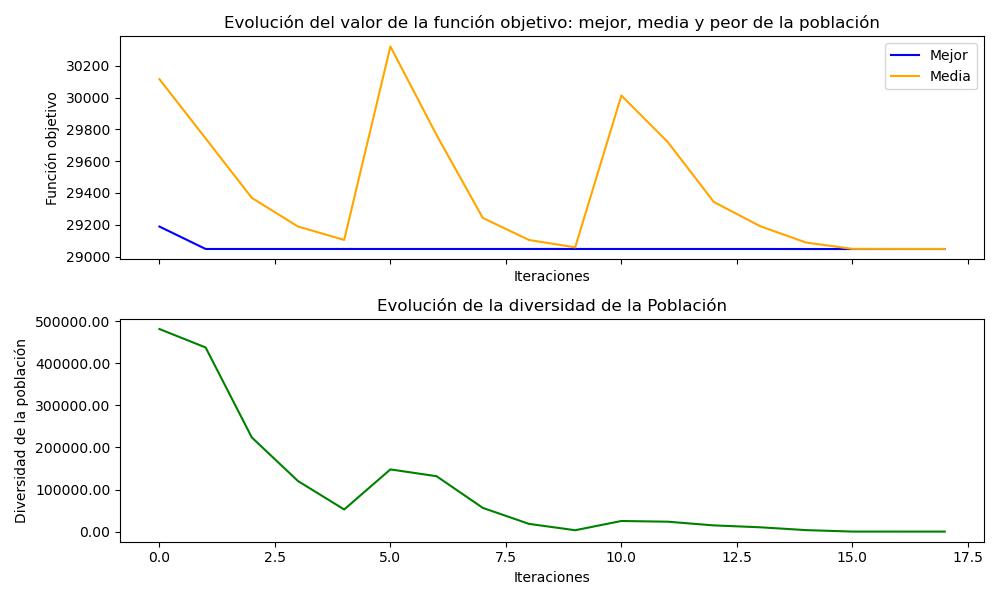 Evolución del valor de la función objetivo: mejor, media y peor de la población
Función objetivo
30200
30000
29800
29600
29400
29200
29000
Mejor
Media
Iteraciones
Evolución de la diversidad de la Población
Diversidad de la población
500000.00
400000.00
300000.00
200000.00
100000.00
0.00
0.0 2.5 5.0 7.5 10.0 12.5 15.0 17.5
Iteraciones